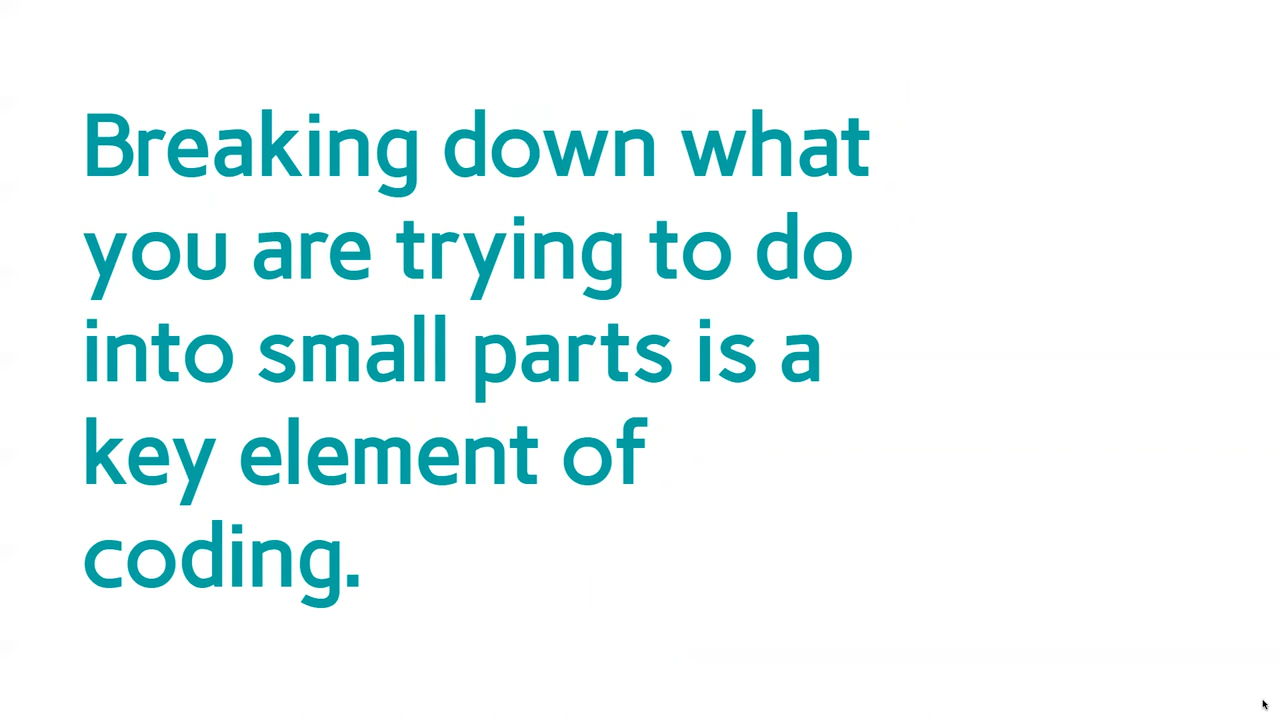 Breaking down what
you are trying to do
into small parts is a
key element of
coding.